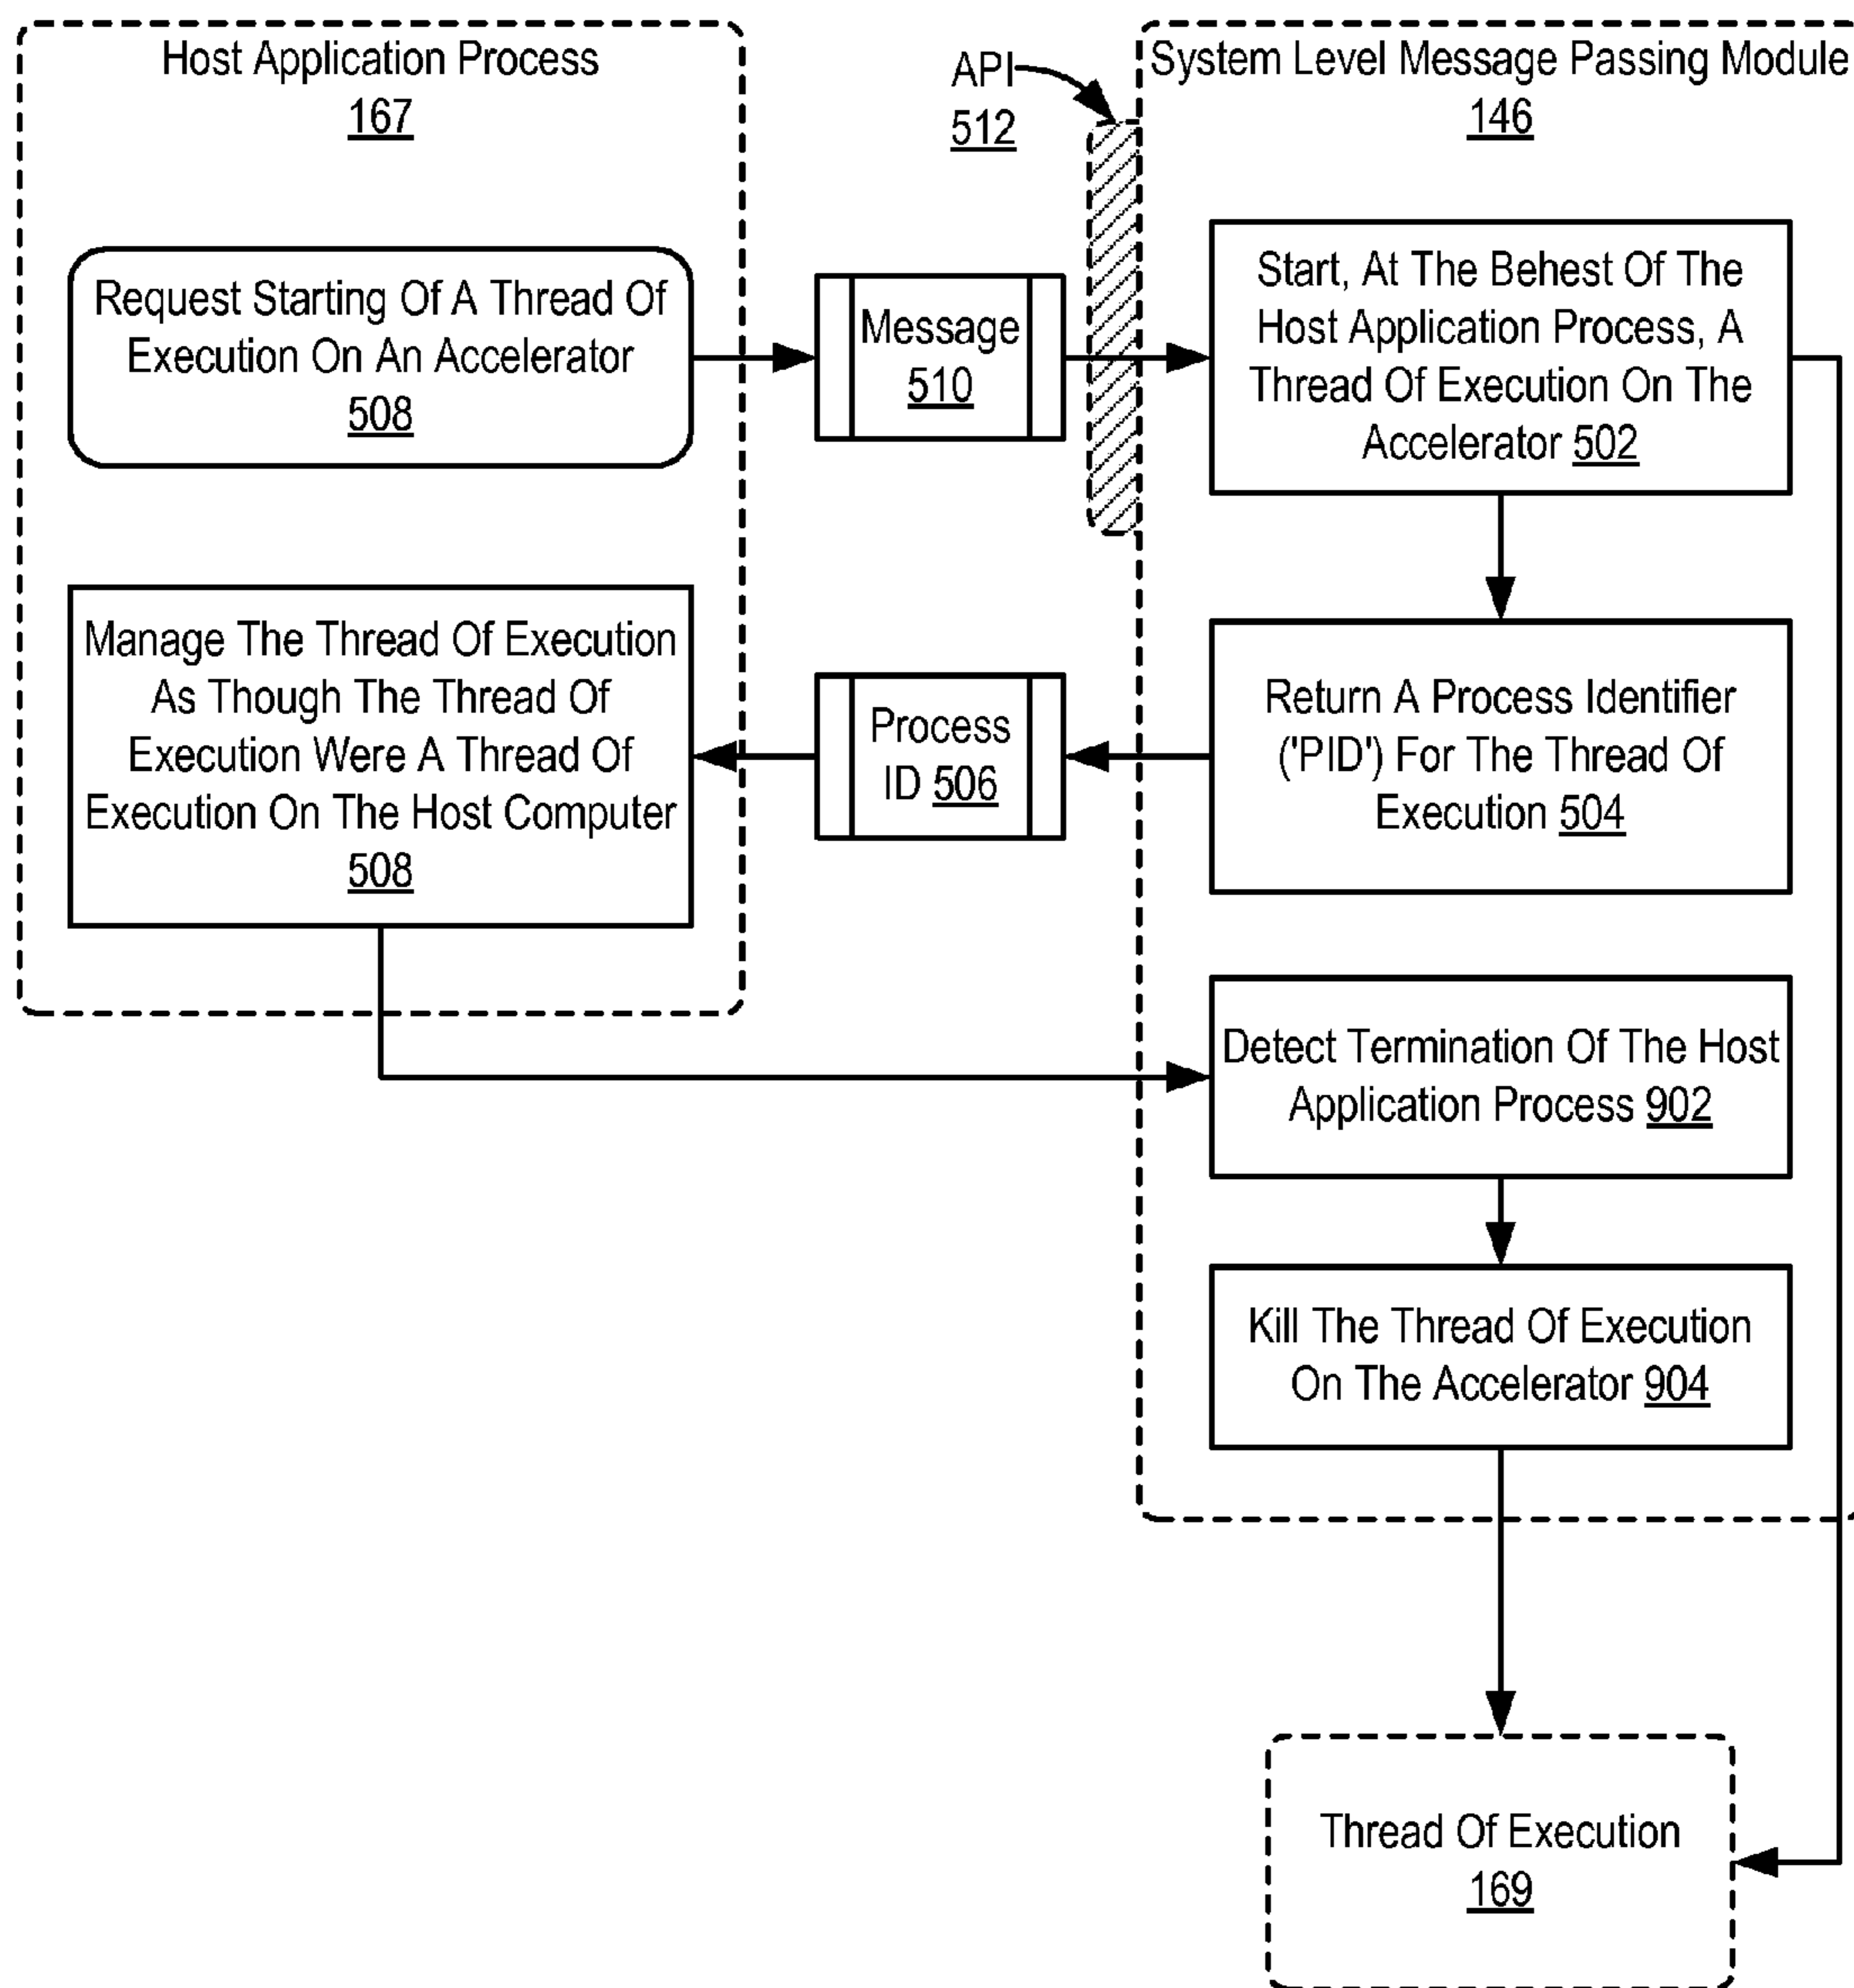 Host Application Process
167
API
512
System Level Message Passing Module
146
Request Starting Of A Thread Of
Execution On An Accelerator
508
Message
510
Start, At The Behest Of The
Host Application Process, A
Thread Of Execution On The
Accelerator 502
Manage The Thread Of Execution
As Though The Thread Of
Execution Were A Thread Of
Execution On The Host Computer
508
Process
ID 506
Return A Process Identifier
('PID') For The Thread Of
Execution 504
Detect Termination Of The Host
Application Process 902
Kill The Thread Of Execution
On The Accelerator 904
Thread Of Execution
169